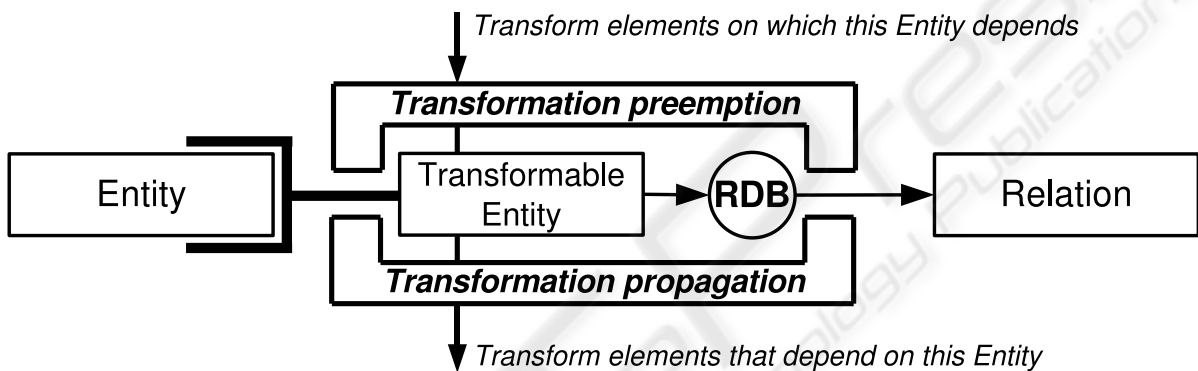 Transform elements on which this Entity depends
Transformation preemption
Entity
Transformable
Entity
RDB
Relation
Transformation propagation
Transform elements that depend on this Entity